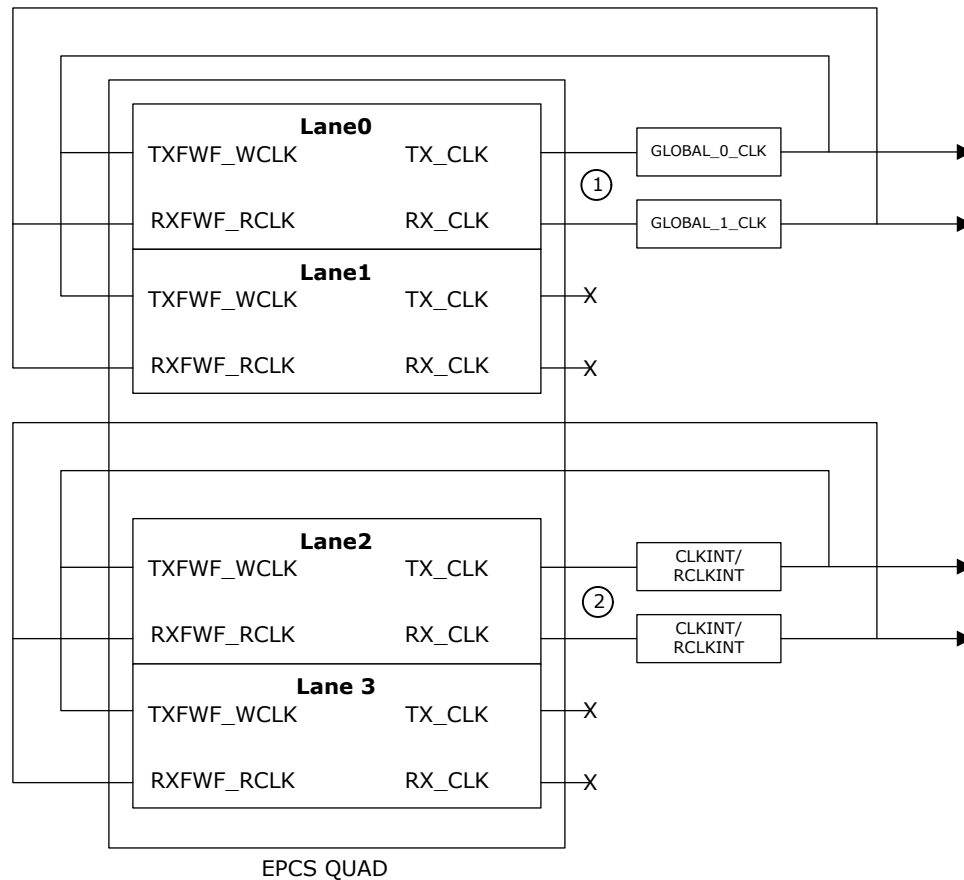 Lane0
TXFWF_WCLK TX_CLK GLOBAL_0_CLK
1
RXFWF_RCLK RX_CLK GLOBAL_1_CLK
Lane1
TXFWF_WCLK TX_CLK X
RXFWF_RCLK RX_CLK X
Lane2
TXFWF_WCLK TX_CLK CLKINT/
RCLKINT
2
RXFWF_RCLK RX_CLK CLKINT/
RCLKINT
Lane 3
TXFWF_WCLK TX_CLK X
RXFWF_RCLK RX_CLK X
EPCS QUAD